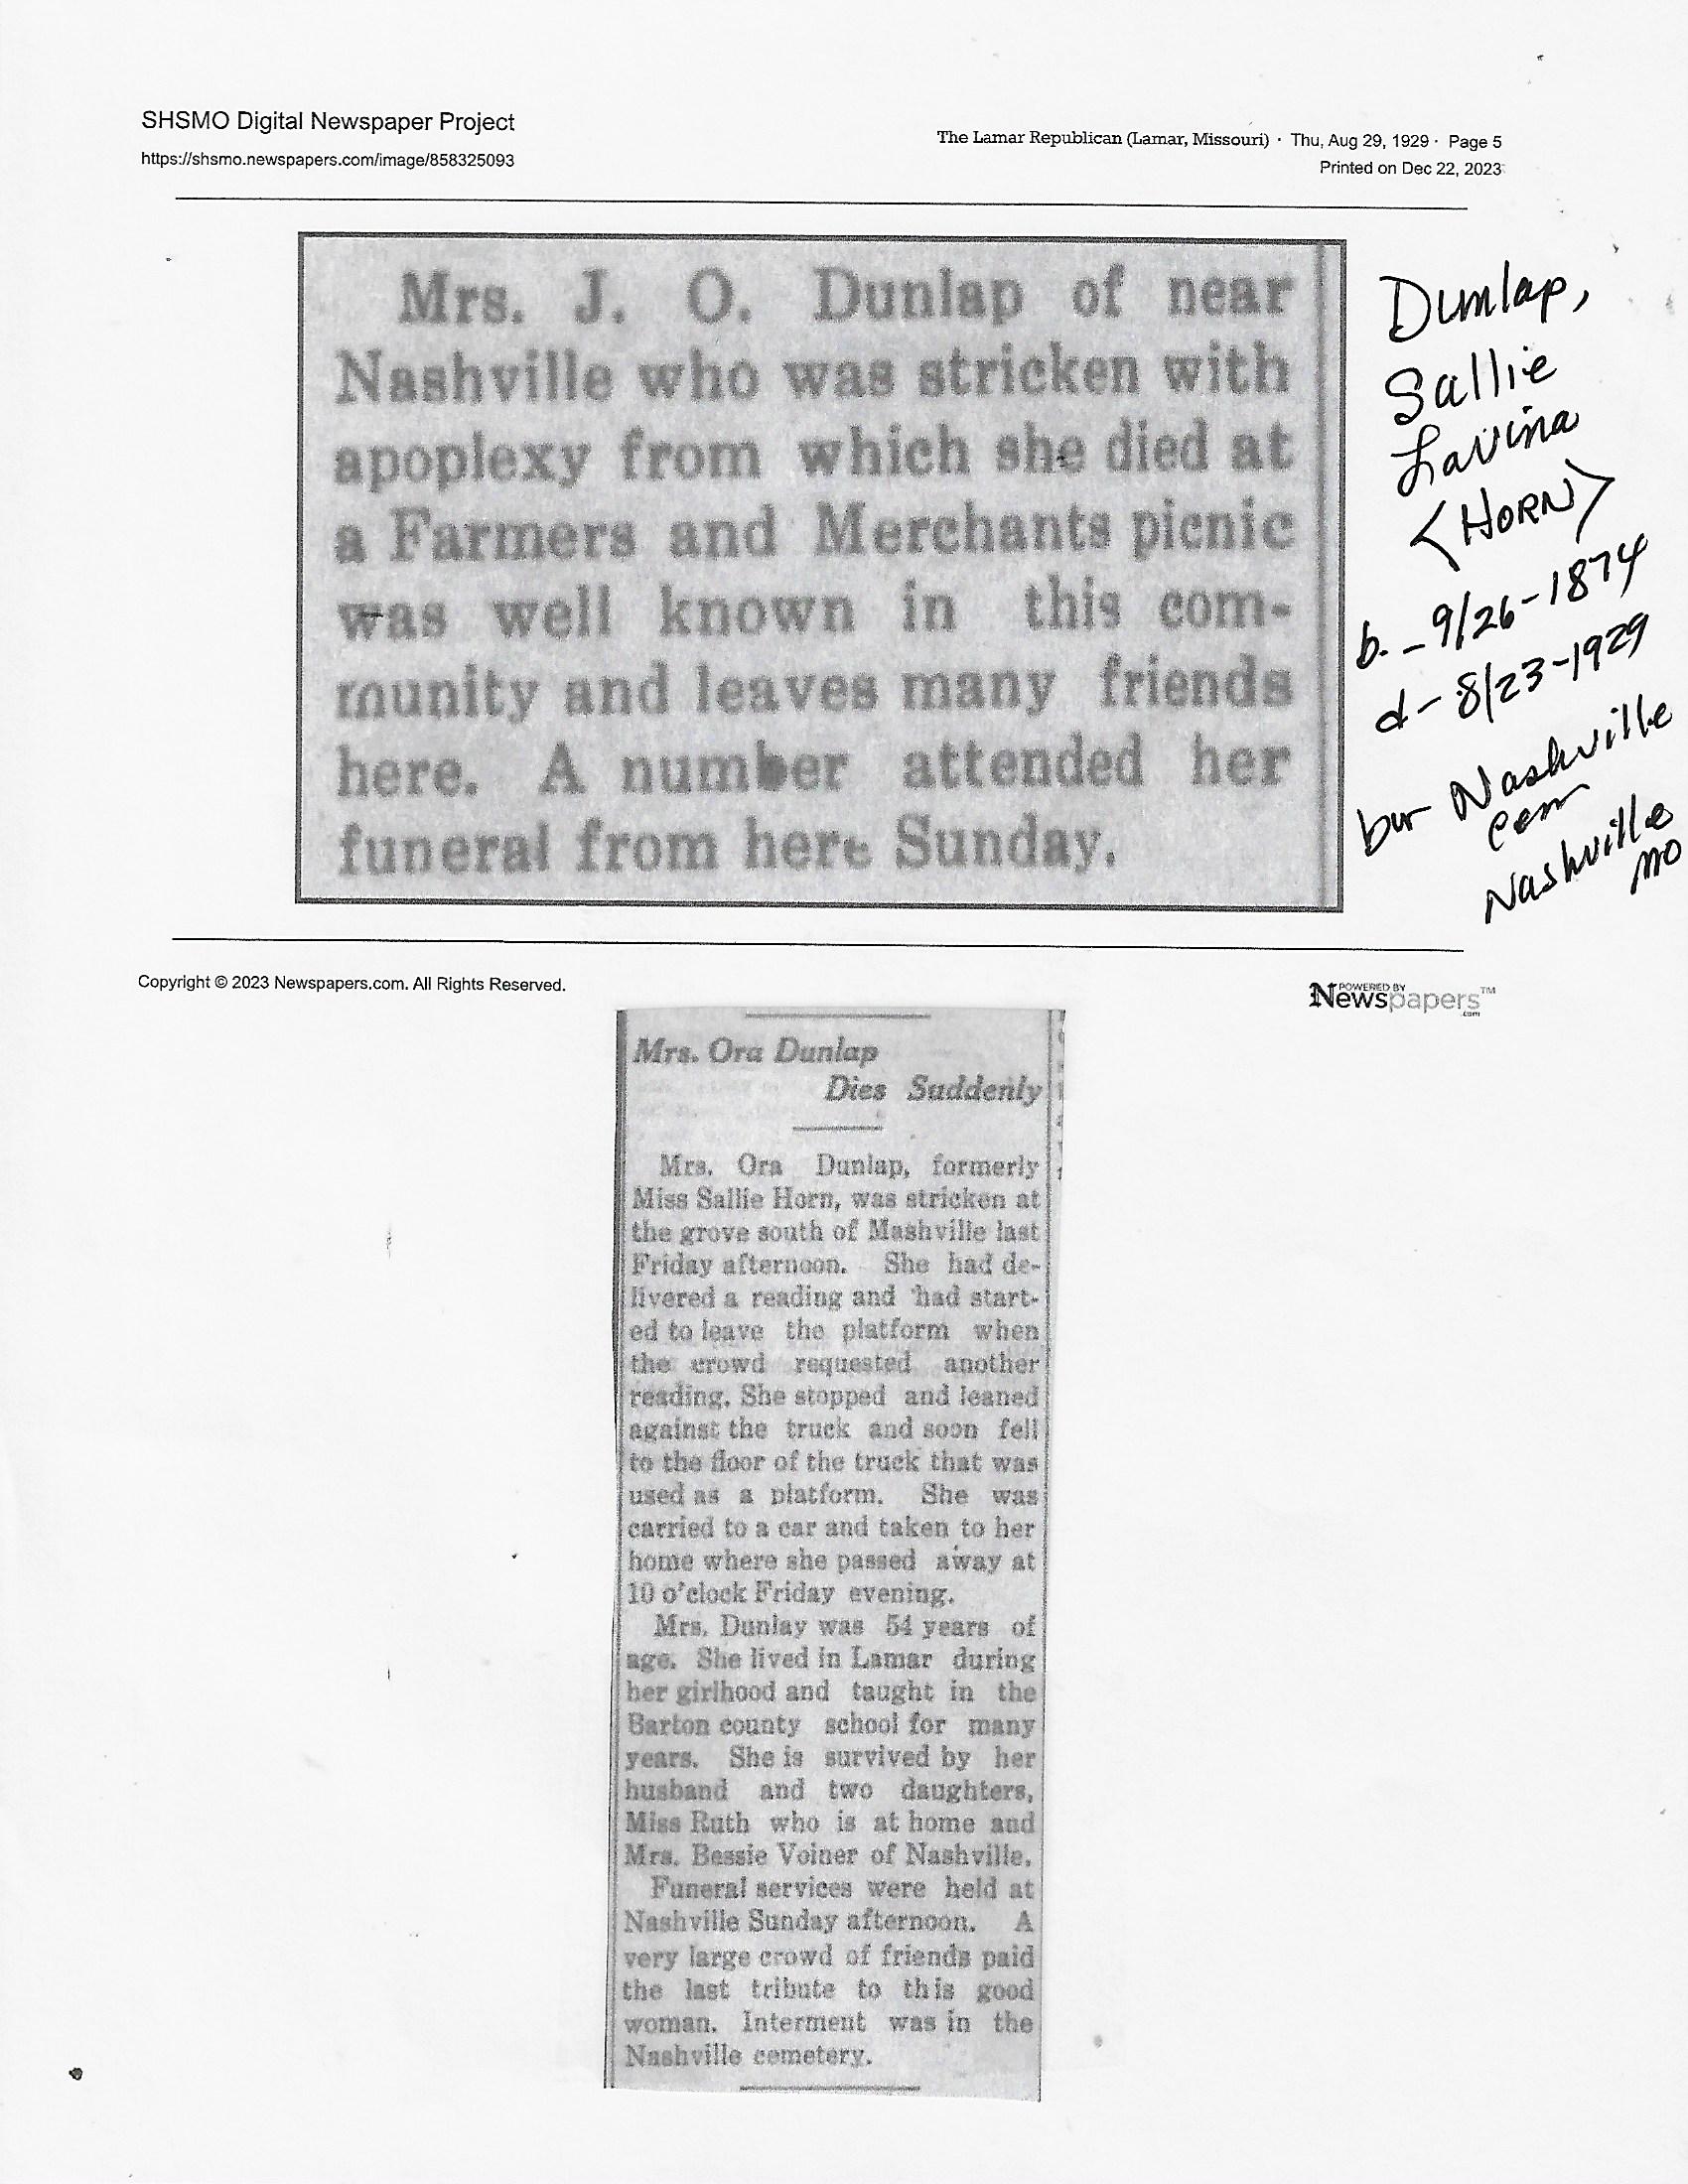 SHSMO Digital Newspaper Project
https://shsmo.newspapers.com/image/858325093
The Lamar Republican (Lamar, Missouri) · Thu, Aug 29, 1929 · Page 5
Printed on Dec 22, 2023
Mrs. J. O. Dunlap of near
Nashville who was stricken with
apoplexy from which she died at
a Farmers and Merchants picnic
was well known in this com-
munity and leaves many friends
here. A number attended her
funeral from here Sunday.
Dunlap,
Sallie
LaVina
<HORN>
b. - 9/26-1874
d - 8/23-1929
bur Nashville
Cem
Nashville
MO
Copyright © 2023 Newspapers.com. All Rights Reserved.
POWERED BY
Newspapers™
.com
Mrs. Ora Dunlap
Dies Suddenly
Mrs. Ora Dunlap, formerly
Miss Sallie Horn, was stricken at
the grove south of Mashville last
Friday afternoon. She had de-
livered a reading and had start-
ed to leave the platform when
the crowd requested another
reading. She stopped and leaned
against the truck and soon fell
to the floor of the truck that was
used as a platform. She was
carried to a car and taken to her
home where she passed away at
10 o'clock Friday evening.
Mrs. Dunlay was 54 years of
age. She lived in Lamar during
her girlhood and taught in the
Barton county school for many
years. She is survived by her
husband and two daughters,
Miss Ruth who is at home and
Mrs. Bessie Voiner of Nashville.
Funeral services were held at
Nashville Sunday afternoon. A
very large crowd of friends paid
the last tribute to this good
woman. Interment was in the
Nashville cemetery.